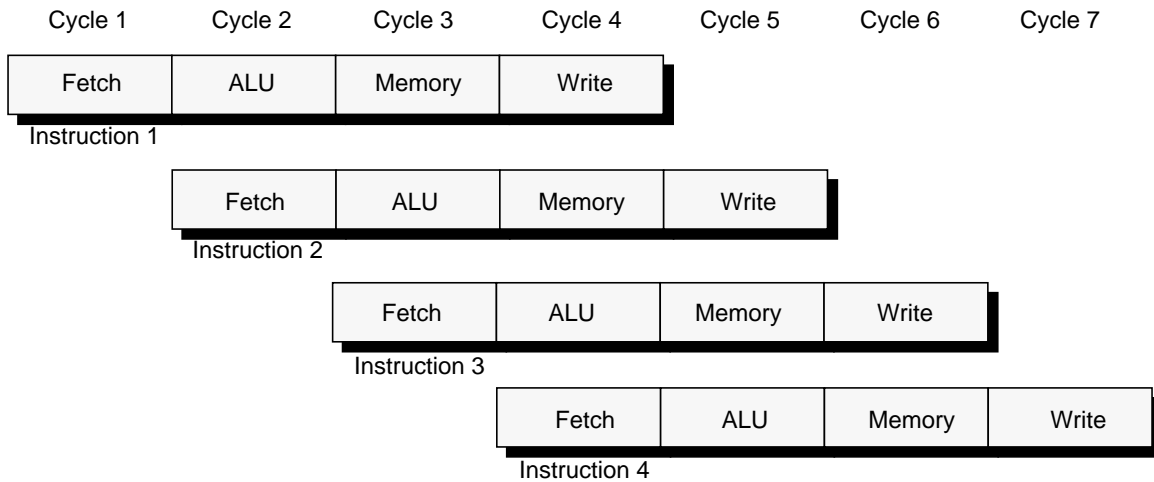 Cycle 1 Cycle 2 Cycle 3 Cycle 4 Cycle 5 Cycle 6 Cycle 7
Fetch ALU Memory Write
Instruction 1
Fetch ALU Memory Write
Instruction 2
Fetch ALU Memory Write
Instruction 3
Fetch ALU Memory Write
Instruction 4